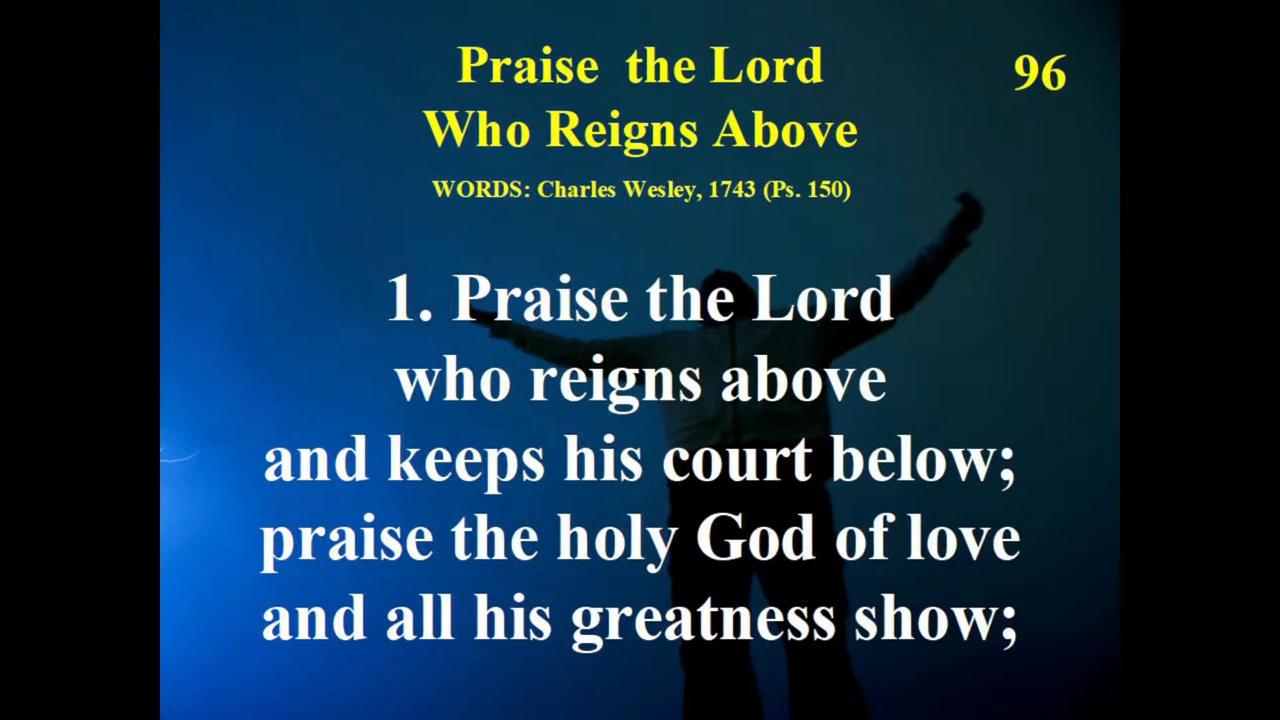 Praise the Lord
96
Who Reigns Above
WORDS: Charles Wesley, 1743 (Ps. 150)
1. Praise the Lord
who reigns above
and keeps his court below;
praise the holy God of love
and all his greatness show;